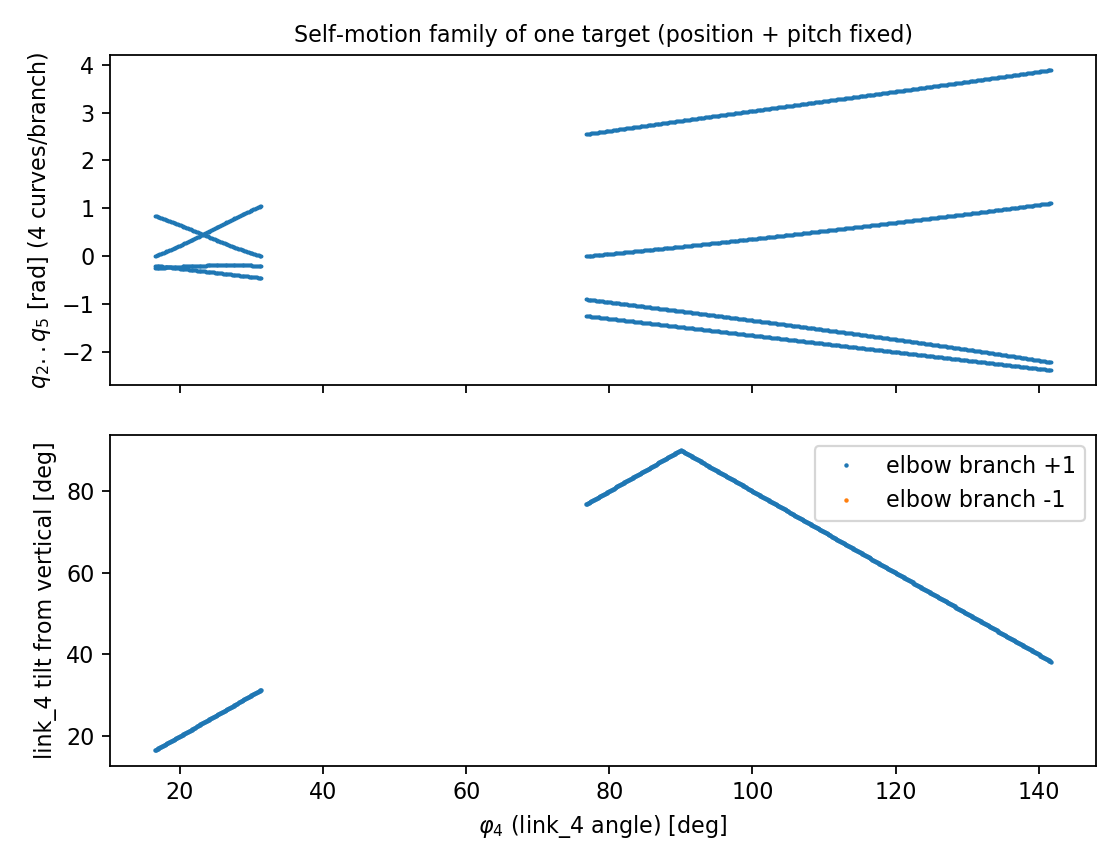 Self-motion family of one target (position + pitch fixed)
q₂..q₅ [rad] (4 curves/branch)
4
3
2
1
0
−1
−2
link_4 tilt from vertical [deg]
80
60
40
20
elbow branch +1
elbow branch -1
20 40 60 80 100 120 140
φ₄ (link_4 angle) [deg]